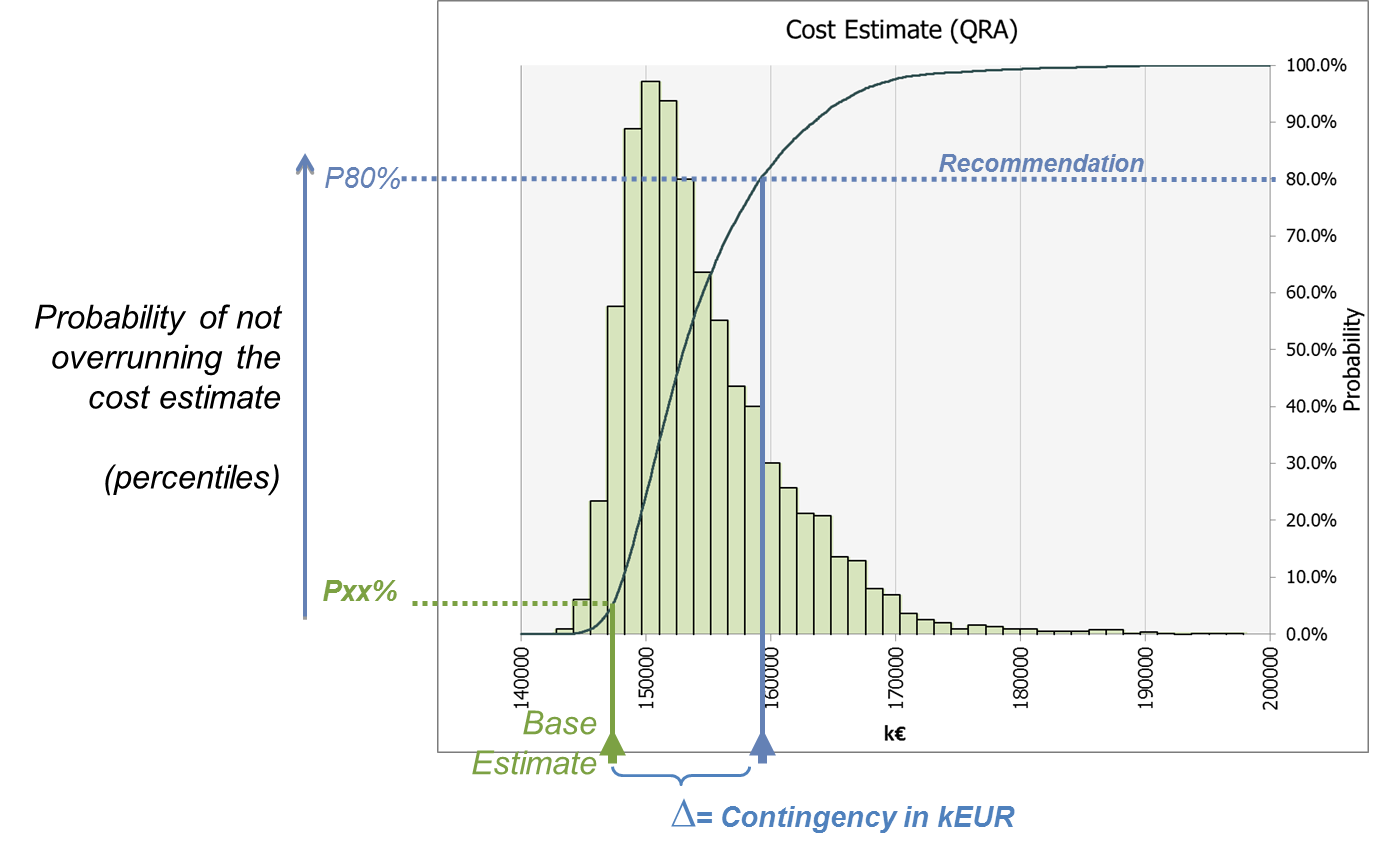 Cost Estimate (QRA)
100.0%
90.0%
Recommendation
P80%
80.0%
70.0%
Probability of not
overrunning the
cost estimate
(percentiles)
60.0%
50.0%
40.0%
30.0%
20.0%
10.0%
0.0%
Probability
Pxx%
140000
150000
160000
170000
180000
190000
200000
k€
Base
Estimate
Δ= Contingency in kEUR